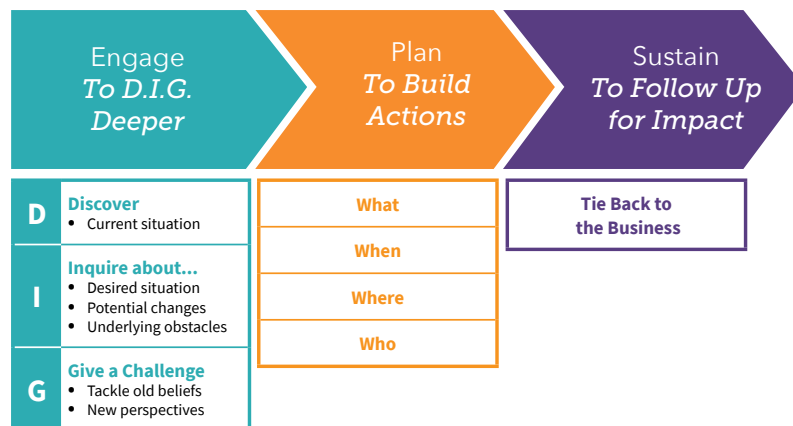 Engage
To D.I.G.
Deeper
Plan
To Build
Actions
Sustain
To Follow Up
for Impact
D
Discover
• Current situation
I
Inquire about...
• Desired situation
• Potential changes
• Underlying obstacles
G
Give a Challenge
• Tackle old beliefs
• New perspectives
What
When
Where
Who
Tie Back to
the Business